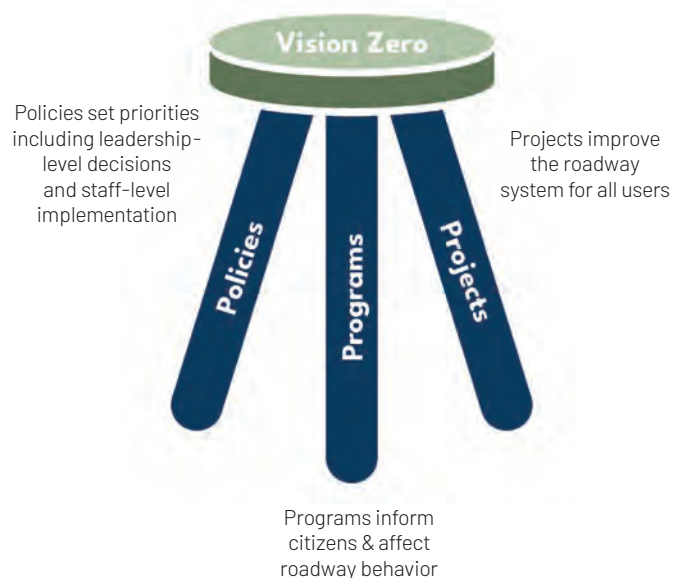 Vision Zero
Policies set priorities
including leadership-
level decisions
and staff-level
implementation
Projects improve
the roadway
system for all users
Policies
Programs
Projects
Programs inform
citizens & affect
roadway behavior